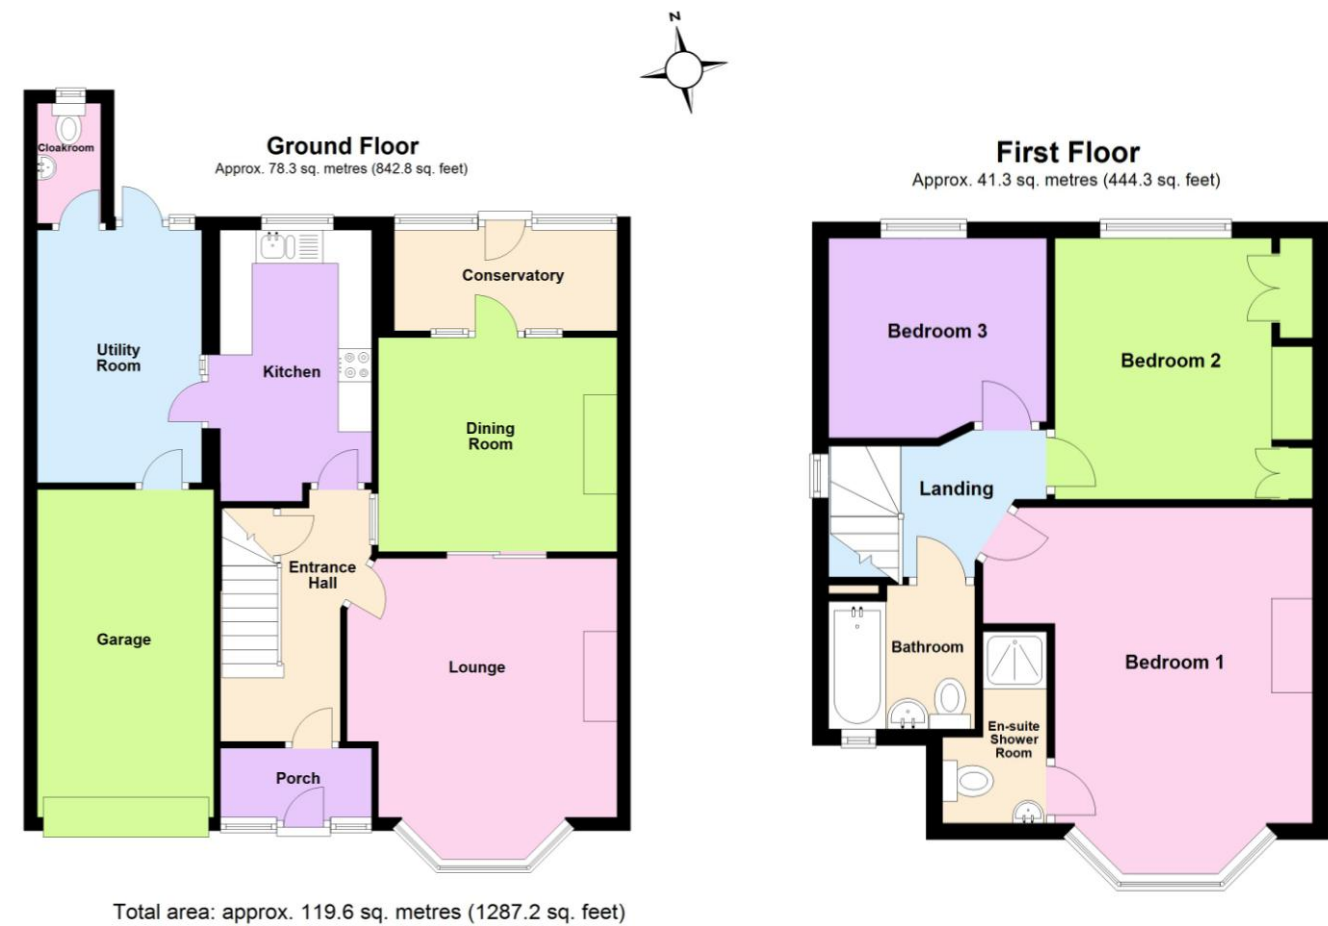 N
Ground Floor
Approx. 78.3 sq. metres (842.8 sq. feet)
Cloakroom
Conservatory
Utility
Room
Kitchen
Dining
Room
Entrance
Hall
Garage
Lounge
Porch
First Floor
Approx. 41.3 sq. metres (444.3 sq. feet)
Bedroom 3
Bedroom 2
Landing
Bathroom
Bedroom 1
En-suite
Shower
Room
Total area: approx. 119.6 sq. metres (1287.2 sq. feet)